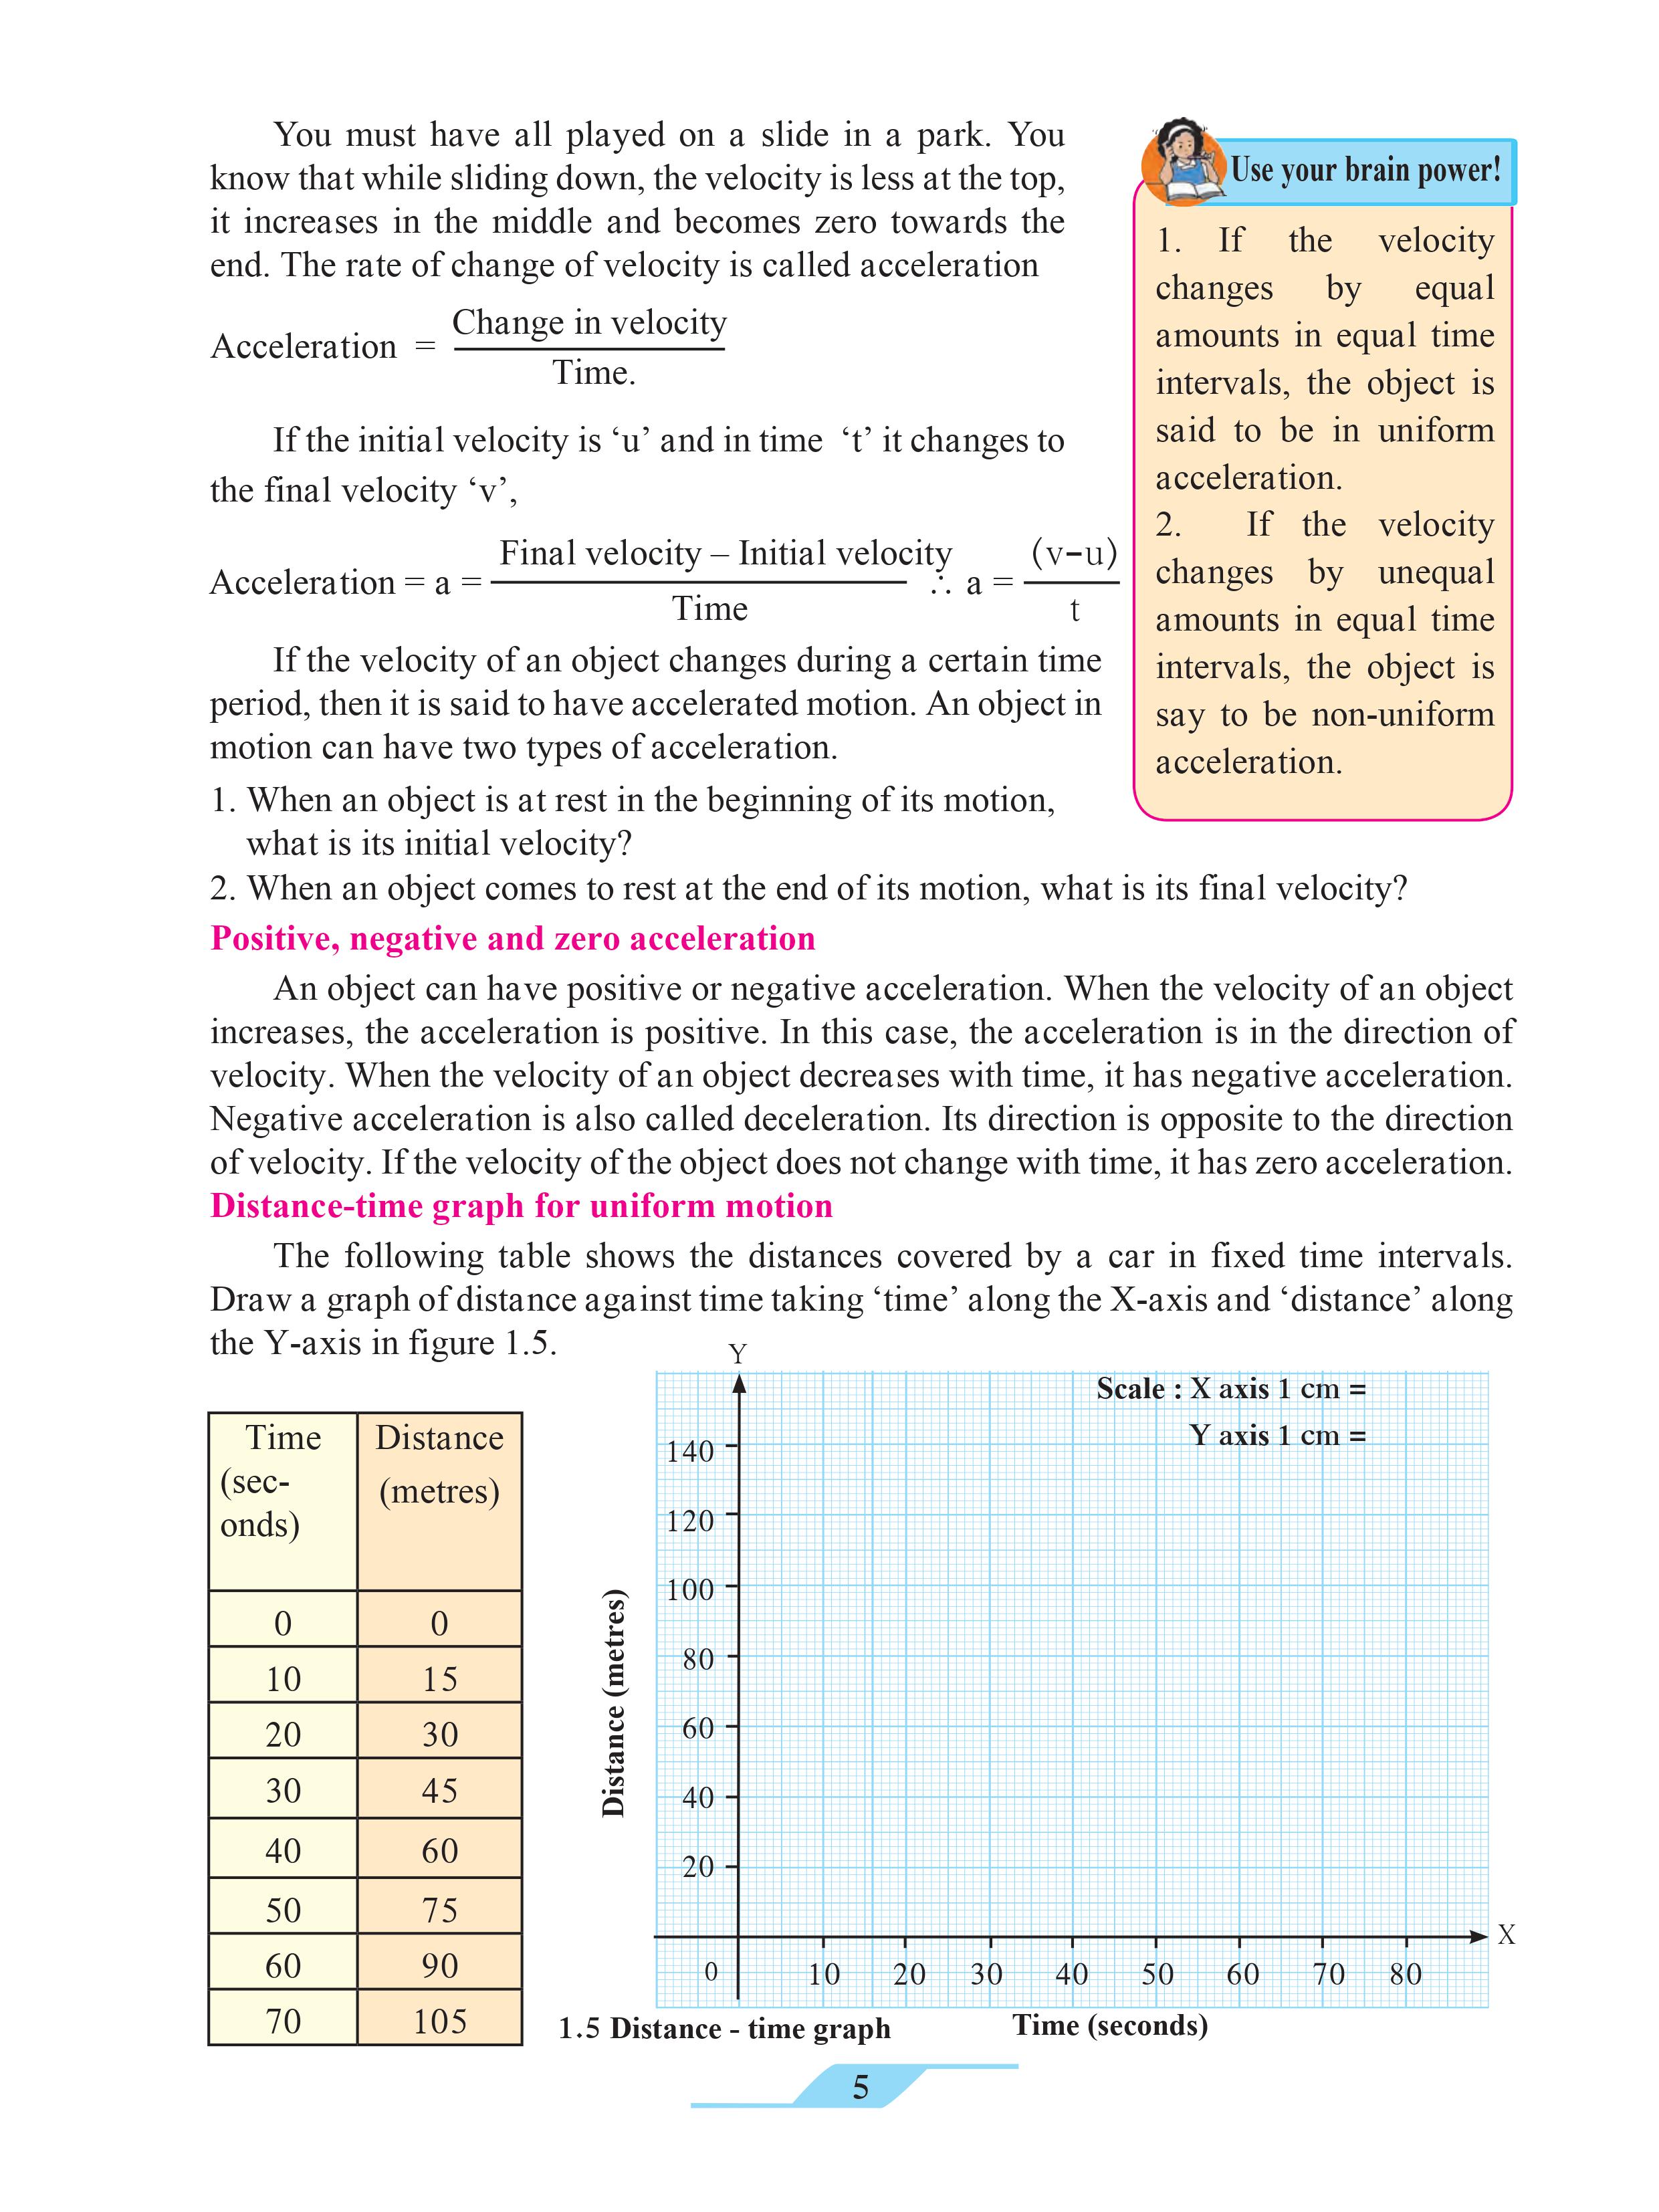 You must have all played on a slide in a park. You
know that while sliding down, the velocity is less at the top,
it increases in the middle and becomes zero towards the
end. The rate of change of velocity is called acceleration
Acceleration = Change in velocity
Time.
If the initial velocity is ‘u’ and in time ‘t’ it changes to
the final velocity ‘v’,
Acceleration = a = Final velocity – Initial velocity ∴ a = (v-u)
Time t
If the velocity of an object changes during a certain time
period, then it is said to have accelerated motion. An object in
motion can have two types of acceleration.
1. When an object is at rest in the beginning of its motion,
what is its initial velocity?
2. When an object comes to rest at the end of its motion, what is its final velocity?
Use your brain power!
1. If the velocity
changes by equal
amounts in equal time
intervals, the object is
said to be in uniform
acceleration.
2. If the velocity
changes by unequal
amounts in equal time
intervals, the object is
say to be non-uniform
acceleration.
Positive, negative and zero acceleration
An object can have positive or negative acceleration. When the velocity of an object
increases, the acceleration is positive. In this case, the acceleration is in the direction of
velocity. When the velocity of an object decreases with time, it has negative acceleration.
Negative acceleration is also called deceleration. Its direction is opposite to the direction
of velocity. If the velocity of the object does not change with time, it has zero acceleration.
Distance-time graph for uniform motion
The following table shows the distances covered by a car in fixed time intervals.
Draw a graph of distance against time taking ‘time’ along the X-axis and ‘distance’ along
the Y-axis in figure 1.5.
Time Distance
(sec- (metres)
onds)
0 0
10 15
20 30
30 45
40 60
50 75
60 90
70 105
Y
Scale : X axis 1 cm =
Y axis 1 cm =
140
120
100
80
60
40
20
Distance (metres)
X
0 10 20 30 40 50 60 70 80
Time (seconds)
1.5 Distance - time graph
5